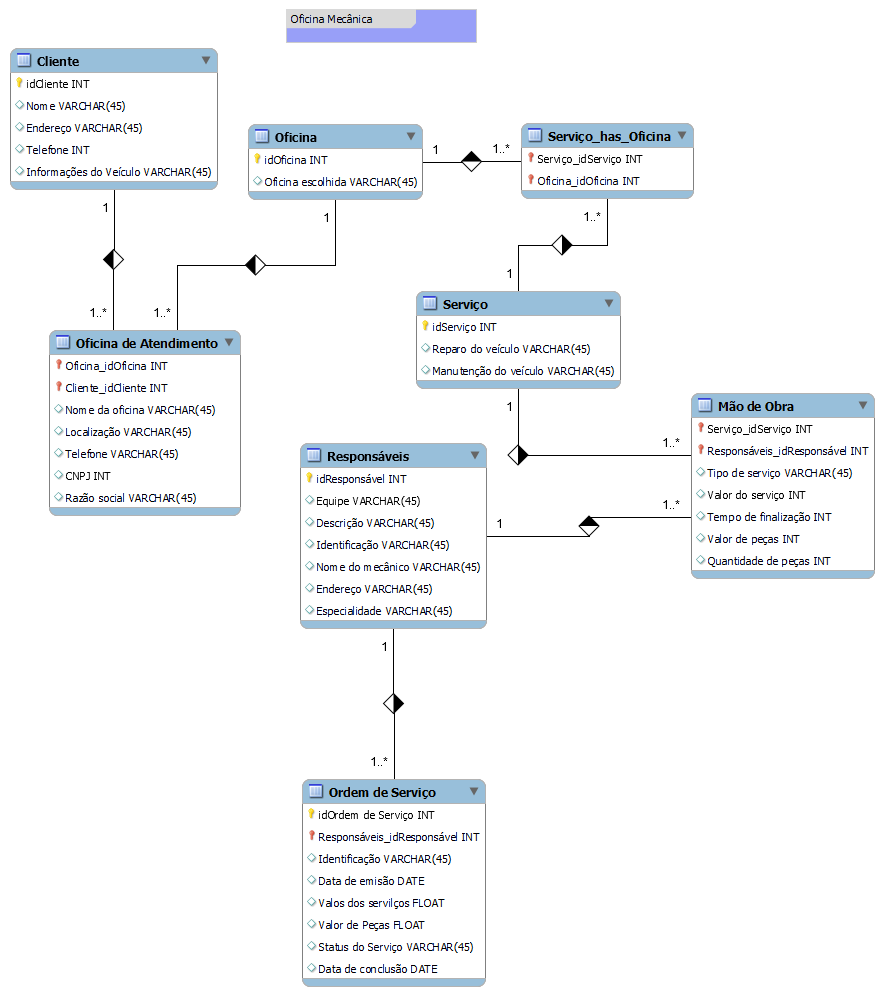 Oficina Mecânica
Cliente
idCliente INT
Nome VARCHAR(45)
Endereço VARCHAR(45)
Telefone INT
Informações do Veículo VARCHAR(45)
1
1..*
Oficina
idOficina INT
Oficina escolhida VARCHAR(45)
1
1..*
1
1..*
Serviço_has_Oficina
Serviço_idServiço INT
Oficina_idOficina INT
1..*
1
Serviço
idServiço INT
Reparo do veículo VARCHAR(45)
Manutenção do veículo VARCHAR(45)
1
1..*
Oficina de Atendimento
Oficina_idOficina INT
Cliente_idCliente INT
Nome da oficina VARCHAR(45)
Localização VARCHAR(45)
Telefone VARCHAR(45)
CNPJ INT
Razão social VARCHAR(45)
Mão de Obra
Serviço_idServiço INT
Responsáveis_idResponsável INT
Tipo de serviço VARCHAR(45)
Valor do serviço INT
Tempo de finalização INT
Valor de peças INT
Quantidade de peças INT
Responsáveis
idResponsável INT
Equipe VARCHAR(45)
Descrição VARCHAR(45)
Identificação VARCHAR(45)
Nome do mecânico VARCHAR(45)
Endereço VARCHAR(45)
Especialidade VARCHAR(45)
1
1..*
1
1..*
Ordem de Serviço
idOrdem de Serviço INT
Responsáveis_idResponsável INT
Identificação VARCHAR(45)
Data de emisão DATE
Valos dos servilços FLOAT
Valor de Peças FLOAT
Status do Serviço VARCHAR(45)
Data de conclusão DATE